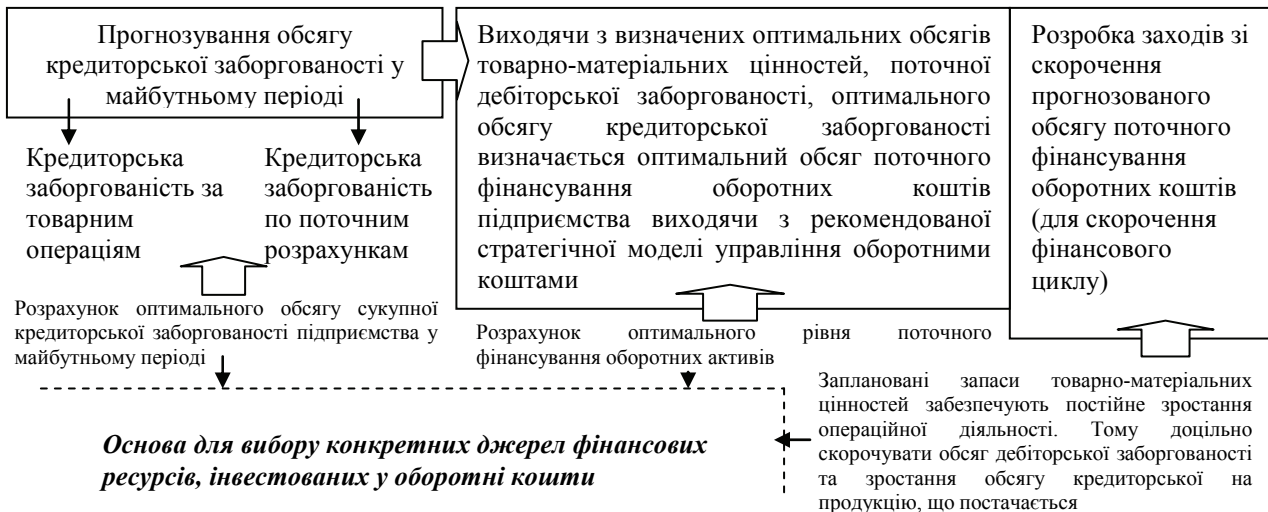 Прогнозування обсягу
кредиторської заборгованості у
майбутньому періоді
Кредиторська
заборгованість за
товарним
операціям
Кредиторська
заборгованість
по поточним
розрахункам
Розрахунок оптимального обсягу сукупної
кредиторської заборгованості підприємства у
майбутньому періоді
Виходячи з визначених оптимальних обсягів
товарно-матеріальних цінностей, поточної
дебіторської заборгованості, оптимального
обсягу кредиторської заборгованості
визначається оптимальний обсяг поточного
фінансування оборотних коштів
підприємства виходячи з рекомендованої
стратегічної моделі управління оборотними
коштами
Розрахунок оптимального рівня поточного
фінансування оборотних активів
Розробка заходів зі
скорочення
прогнозованого
обсягу поточного
фінансування
оборотних коштів
(для скорочення
фінансового
циклу)
Заплановані запаси товарно-матеріальних
цінностей забезпечують постійне зростання
операційної діяльності. Тому доцільно
скорочувати обсяг дебіторської заборгованості
та зростання обсягу кредиторської на
продукцію, що постачається
Основа для вибору конкретних джерел фінансових
ресурсів, інвестованих у оборотні кошти